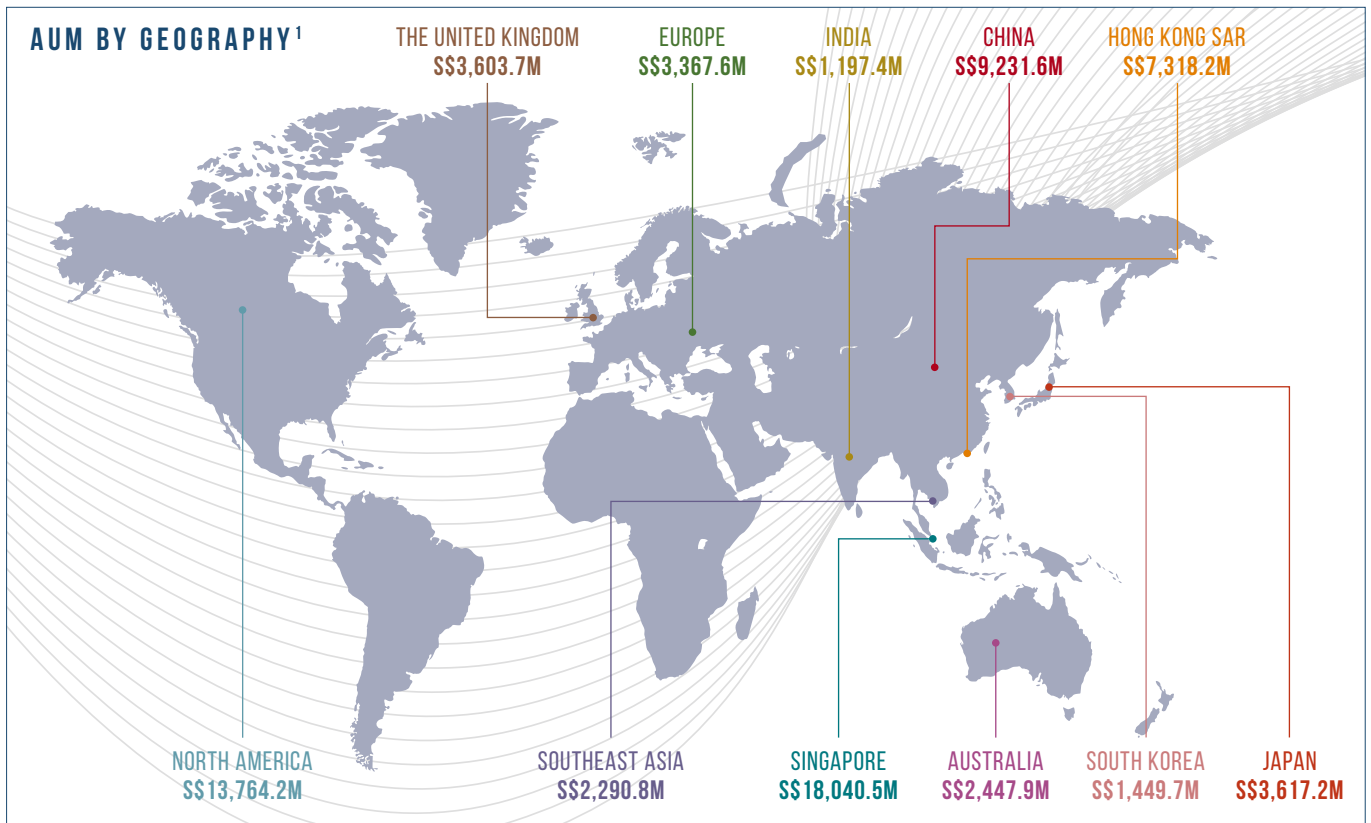 AUM BY GEOGRAPHY¹
THE UNITED KINGDOM
S$3,603.7M
EUROPE
S$3,367.6M
INDIA
S$1,197.4M
CHINA
S$9,231.6M
HONG KONG SAR
S$7,318.2M
NORTH AMERICA
S$13,764.2M
SOUTHEAST ASIA
S$2,290.8M
SINGAPORE
S$18,040.5M
AUSTRALIA
S$2,447.9M
SOUTH KOREA
S$1,449.7M
JAPAN
S$3,617.2M